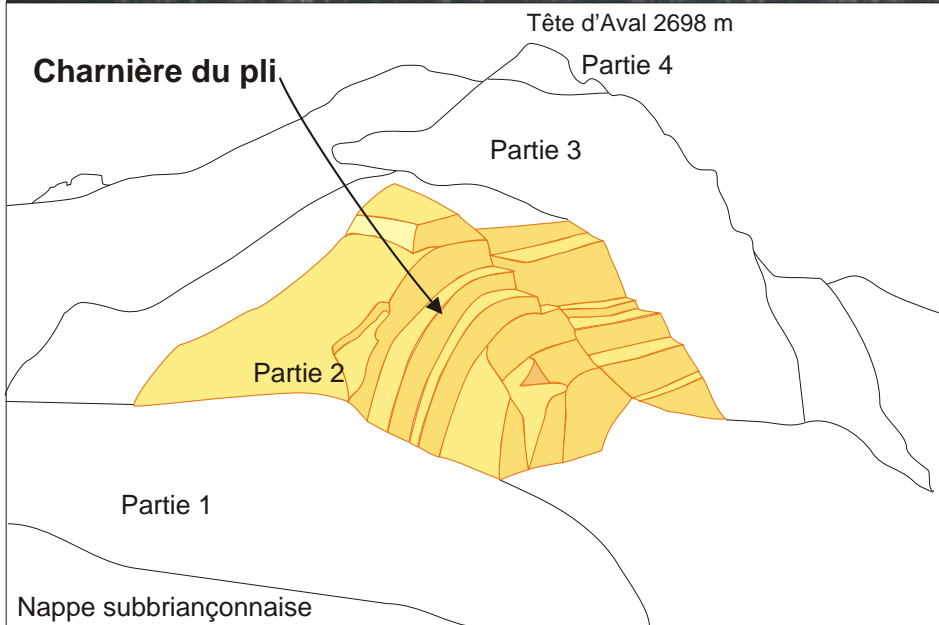 Tête d'Aval 2698 m
Charnière du pli
Partie 4
Partie 3
Partie 2
Partie 1
Nappe subbriançonnaise